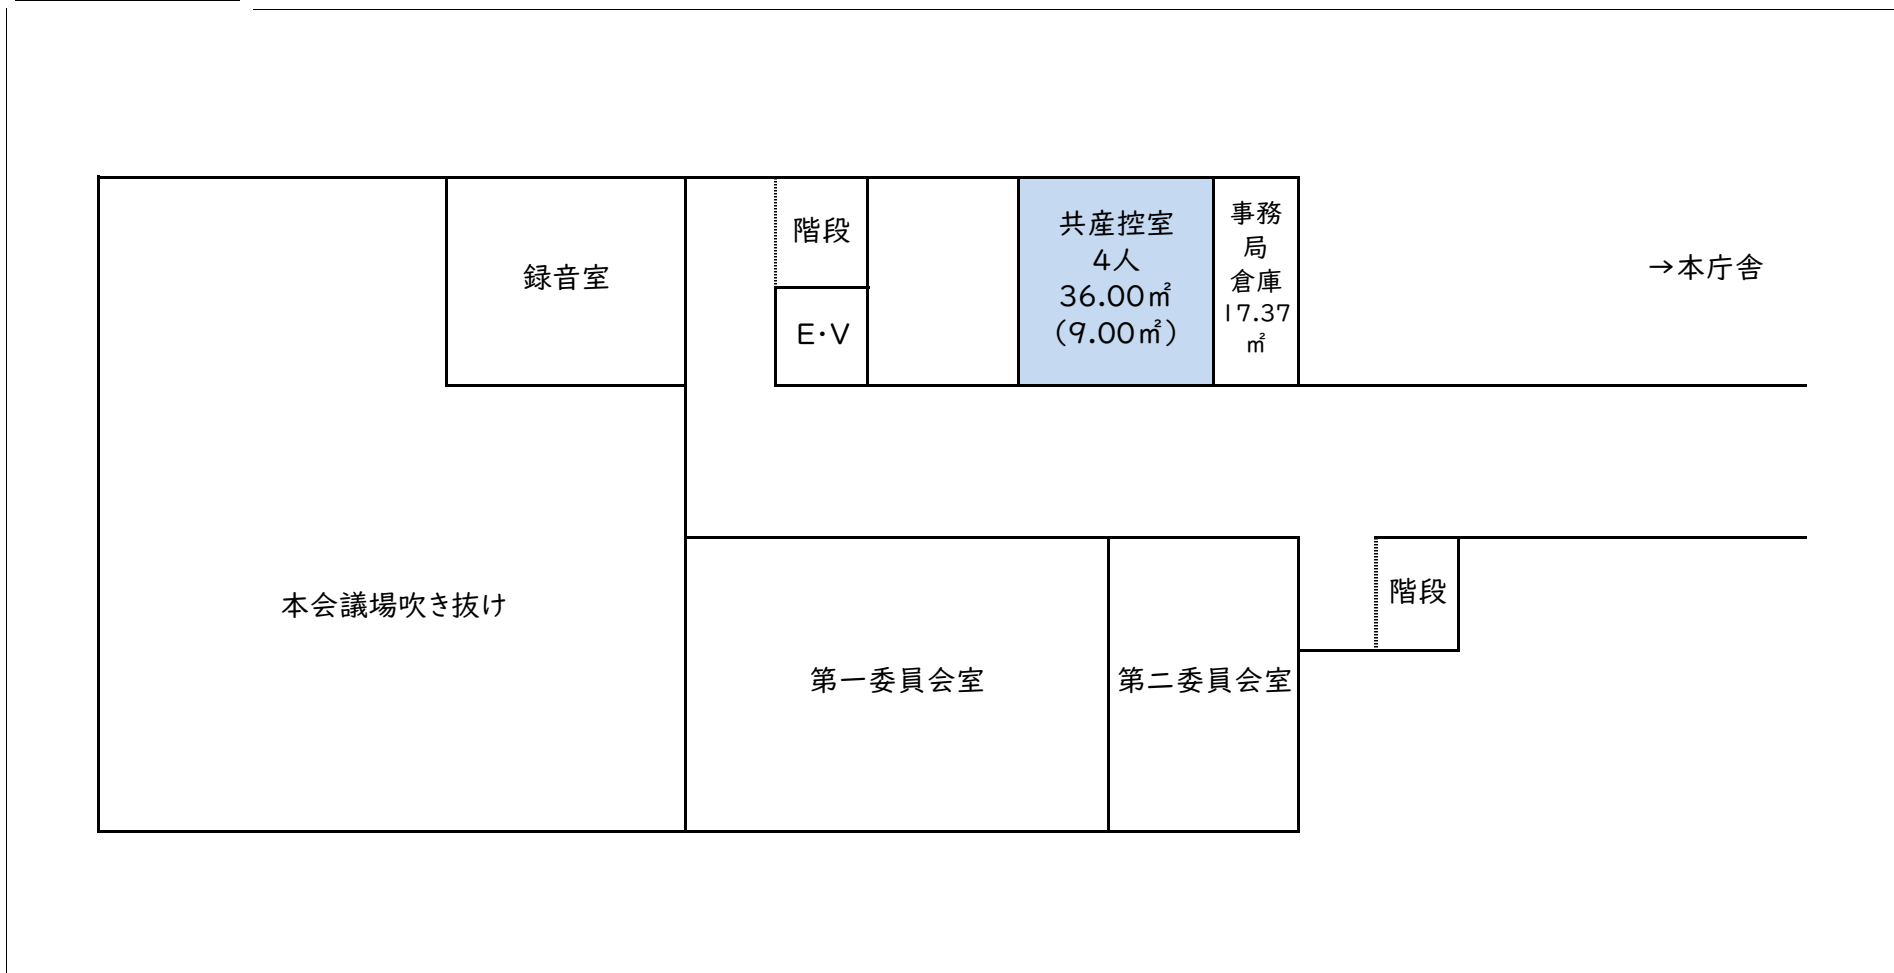 録音室
階段
E・V
共産控室
4人
36.00㎡
(9.00㎡)
事務
局
倉庫
17.37
㎡
→本庁舎
本会議場吹き抜け
第一委員会室
第二委員会室
階段